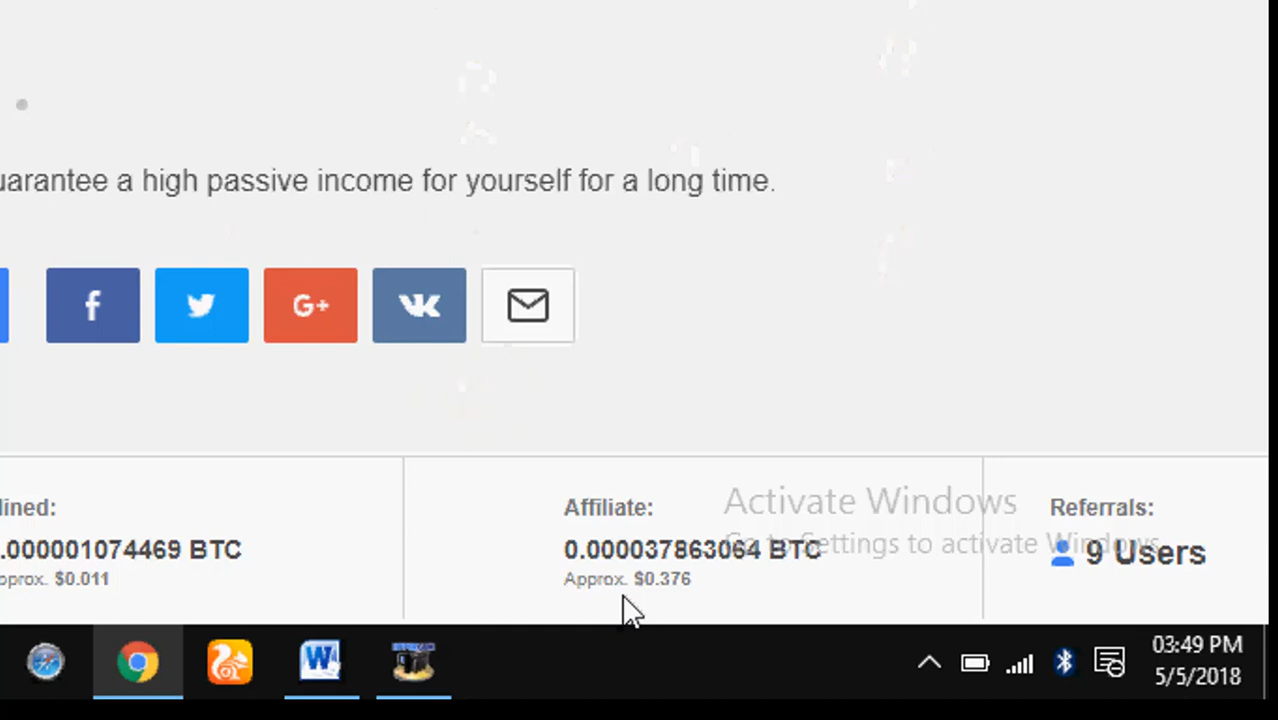 uarantee a high passive income for yourself for a long time.
f
G+
lined:
.000001074469 BTC
pprox. $0.011
Affiliate:
0.000037863064 BTC
Approx. $0.376
Activate Windows
Go to Settings to activate Windows.
Referrals:
9 Users
W
03:49 PM
5/5/2018